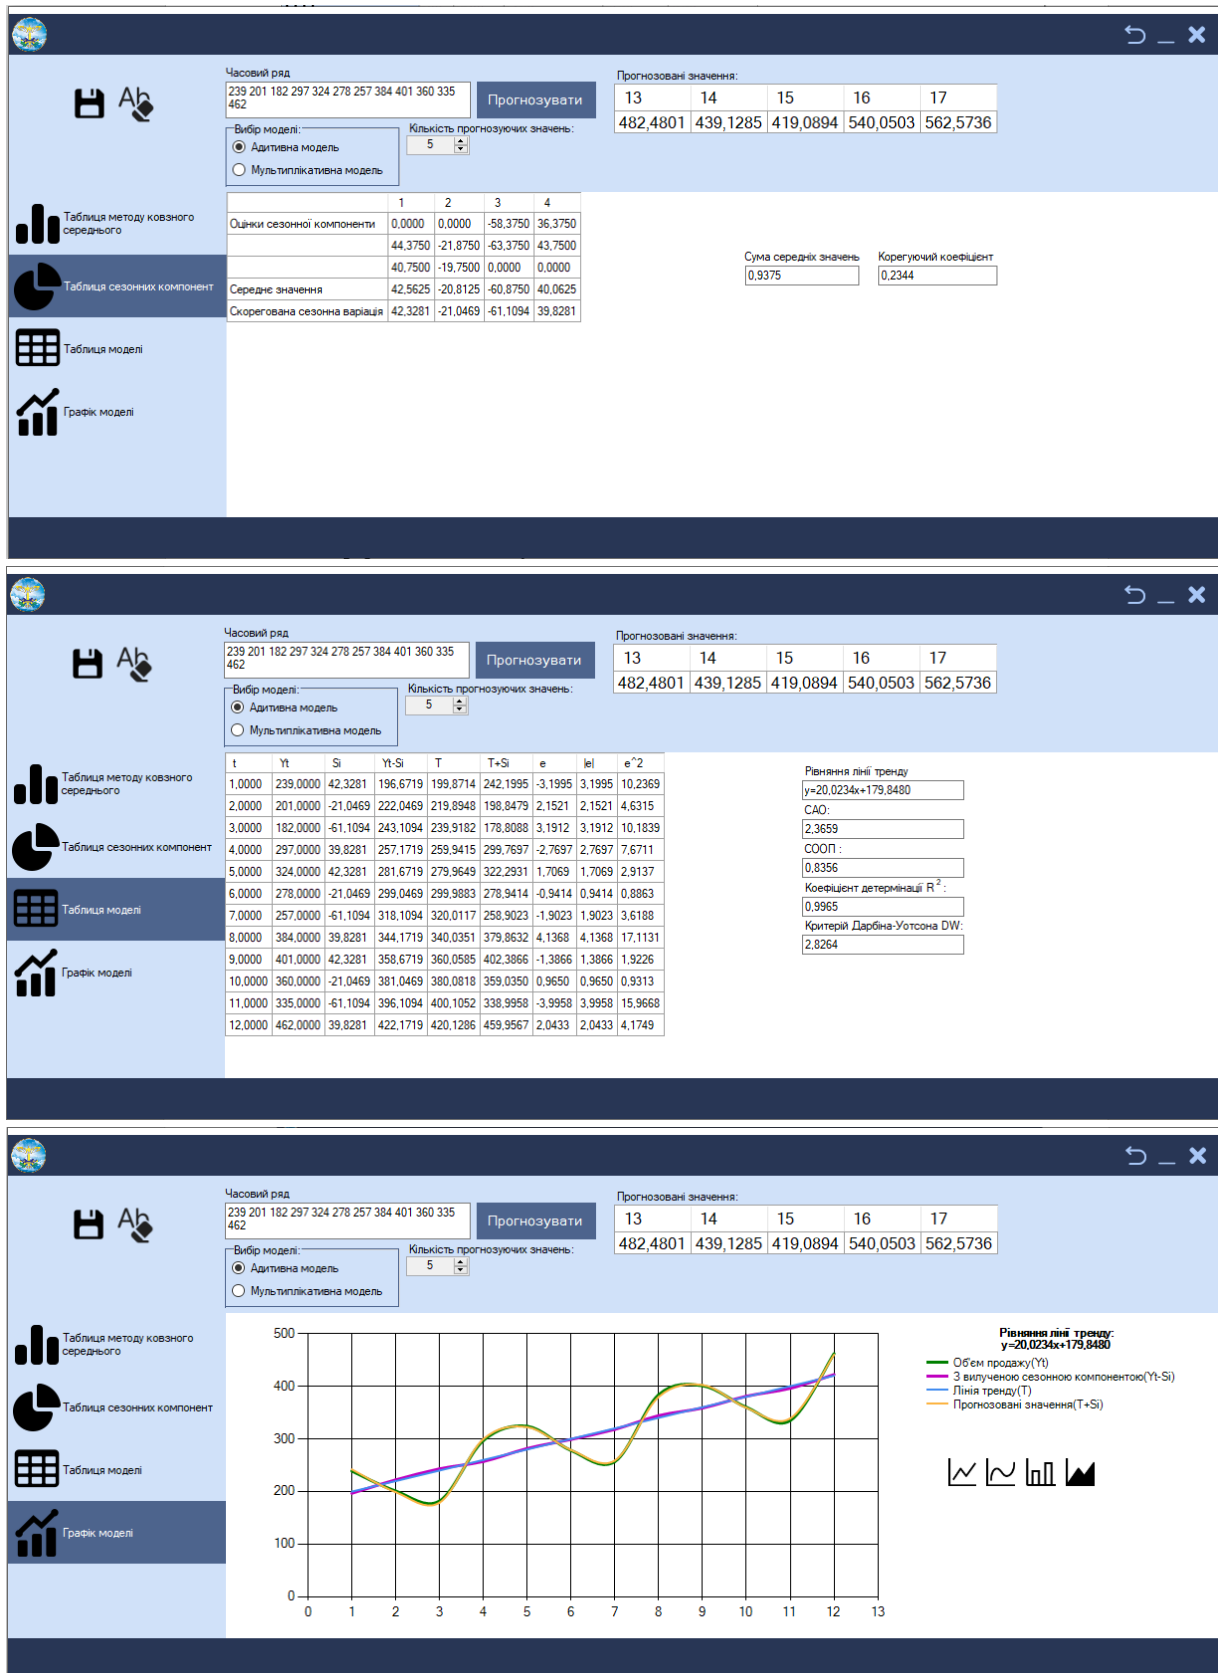 Часовий ряд
239 201 182 297 324 278 257 384 401 360 335
462
Прогнозувати
Вибір моделі:
Адитивна модель
Мультиплікативна модель
Кількість прогнозуючих значень:
5
Прогнозовані значення:
13 14 15 16 17
482,4801 439,1285 419,0894 540,0503 562,5736
Таблиця методу ковзного
середнього
Таблиця сезонних компонент
Таблиця моделі
Графік моделі
1 2 3 4
Оцінки сезонної компоненти 0,0000 0,0000 -58,3750 36,3750
44,3750 -21,8750 -63,3750 43,7500
40,7500 -19,7500 0,0000 0,0000
Середнє значення 42,5625 -20,8125 -60,8750 40,0625
Скорегована сезонна варіація 42,3281 -21,0469 -61,1094 39,8281
Сума середніх значень Корегуючий коефіцієнт
0,9375 0,2344
Часовий ряд
239 201 182 297 324 278 257 384 401 360 335
462
Прогнозувати
Вибір моделі:
Адитивна модель
Мультиплікативна модель
Кількість прогнозуючих значень:
5
Прогнозовані значення:
13 14 15 16 17
482,4801 439,1285 419,0894 540,0503 562,5736
Таблиця методу ковзного
середнього
Таблиця сезонних компонент
Таблиця моделі
Графік моделі
t Yt Si Yt-Si T T+Si e |e| e^2
1,0000 239,0000 42,3281 196,6719 199,8714 242,1995 -3,1995 3,1995 10,2369
2,0000 201,0000 -21,0469 222,0469 219,8948 198,8479 2,1521 2,1521 4,6315
3,0000 182,0000 -61,1094 243,1094 239,9182 178,8088 3,1912 3,1912 10,1839
4,0000 297,0000 39,8281 257,1719 259,9415 299,7697 -2,7697 2,7697 7,6711
5,0000 324,0000 42,3281 281,6719 279,9649 322,2931 1,7069 1,7069 2,9137
6,0000 278,0000 -21,0469 299,0469 299,9883 278,9414 -0,9414 0,9414 0,8863
7,0000 257,0000 -61,1094 318,1094 320,0117 258,9023 -1,9023 1,9023 3,6188
8,0000 384,0000 39,8281 344,1719 340,0351 379,8632 4,1368 4,1368 17,1131
9,0000 401,0000 42,3281 358,6719 360,0585 402,3866 -1,3866 1,3866 1,9226
10,0000 360,0000 -21,0469 381,0469 380,0818 359,0350 0,9650 0,9650 0,9313
11,0000 335,0000 -61,1094 396,1094 400,1052 338,9958 -3,9958 3,9958 15,9668
12,0000 462,0000 39,8281 422,1719 420,1286 459,9567 2,0433 2,0433 4,1749
Рівняння лінії тренду
y=20,0234x+179,8480
САО:
2,3659
СООП :
0,8356
Коефіцієнт детермінації R²:
0,9965
Критерій Дарбіна-Уотсона DW:
2,8264
Часовий ряд
239 201 182 297 324 278 257 384 401 360 335
462
Прогнозувати
Вибір моделі:
Адитивна модель
Мультиплікативна модель
Кількість прогнозуючих значень:
5
Прогнозовані значення:
13 14 15 16 17
482,4801 439,1285 419,0894 540,0503 562,5736
Таблиця методу ковзного
середнього
Таблиця сезонних компонент
Таблиця моделі
Графік моделі
500
400
300
200
100
0
0 1 2 3 4 5 6 7 8 9 10 11 12 13
Рівняння лінії тренду:
y=20,0234x+179,8480
Об'єм продажу(Yt)
З вилученою сезонною компонентою(Yt-Si)
Лінія тренду(T)
Прогнозовані значення(T+Si)